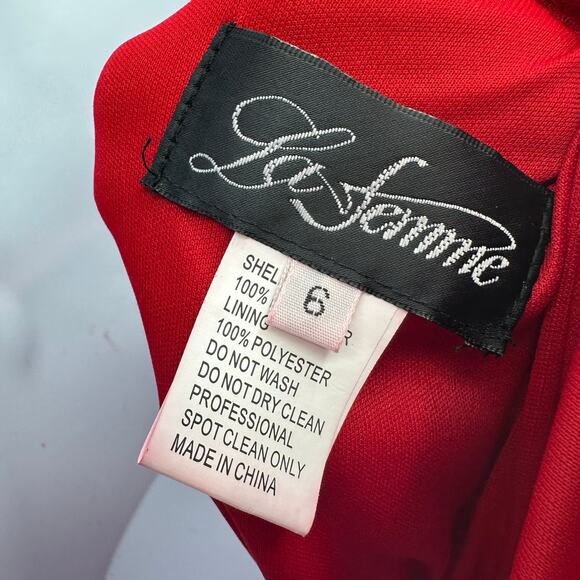 La Femme
6
SHEL
100%
LINING R
100% POLYESTER
DO NOT WASH
DO NOT DRY CLEAN
PROFESSIONAL
SPOT CLEAN ONLY
MADE IN CHINA